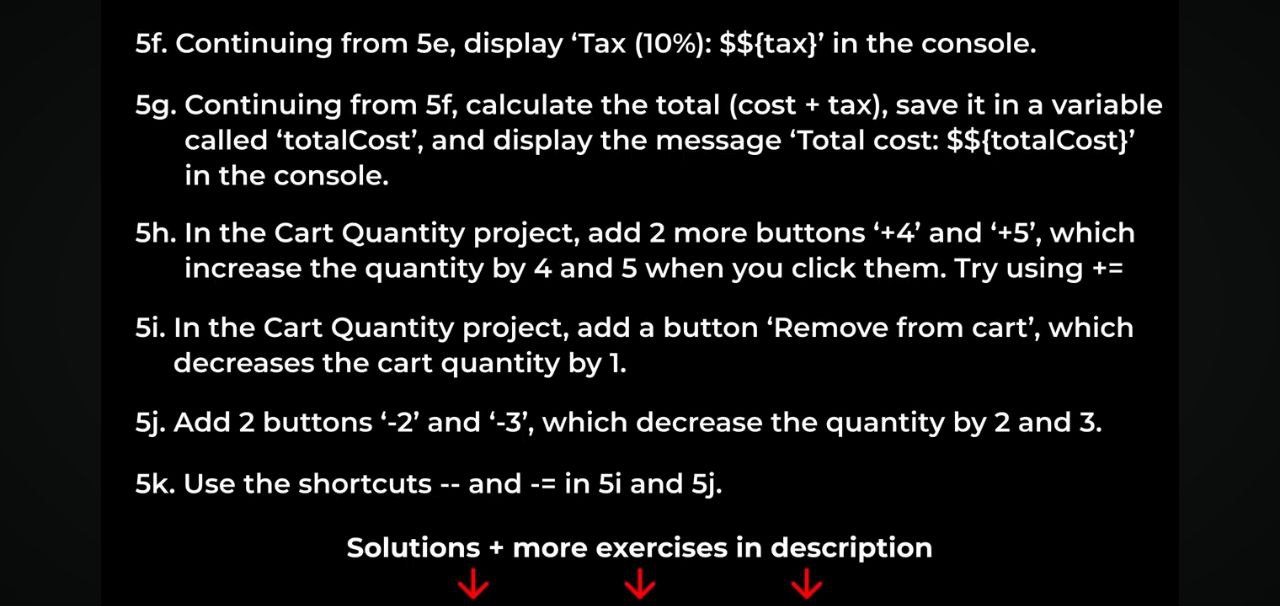 5f. Continuing from 5e, display ‘Tax (10%): $${tax}’ in the console.
5g. Continuing from 5f, calculate the total (cost + tax), save it in a variable
called ‘totalCost’, and display the message ‘Total cost: $${totalCost}’
in the console.
5h. In the Cart Quantity project, add 2 more buttons ‘+4’ and ‘+5’, which
increase the quantity by 4 and 5 when you click them. Try using +=
5i. In the Cart Quantity project, add a button ‘Remove from cart’, which
decreases the cart quantity by 1.
5j. Add 2 buttons ‘-2’ and ‘-3’, which decrease the quantity by 2 and 3.
5k. Use the shortcuts -- and -= in 5i and 5j.
Solutions + more exercises in description